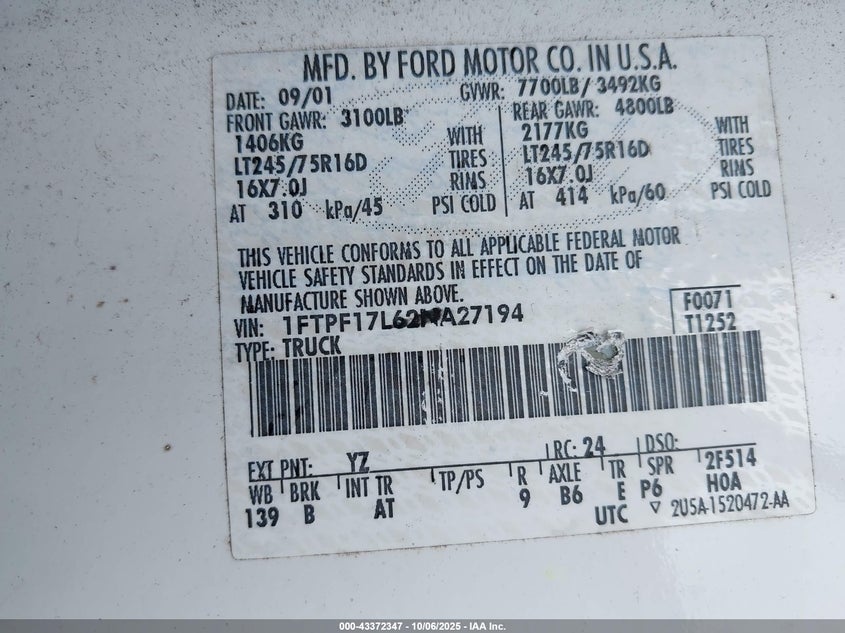 MFD. BY FORD MOTOR CO. IN U.S.A.
DATE: 09/01 GVWR: 7700LB/ 3492KG
FRONT GAWR: 3100LB REAR GAWR: 4800LB
1406KG WITH 2177KG WITH
LT245/75R16D TIRES LT245/75R16D TIRES
16X7.0J RIMS 16X7.0J RIMS
AT 310 kPa/45 PSI COLD AT 414 kPa/60 PSI COLD
THIS VEHICLE CONFORMS TO ALL APPLICABLE FEDERAL MOTOR
VEHICLE SAFETY STANDARDS IN EFFECT ON THE DATE OF
MANUFACTURE SHOWN ABOVE.
VIN: 1FTPF17L62NA27194
TYPE: TRUCK
F0071
T1252
EXT PNT: YZ RC: 24 DSO:
WB BRK INT TR TP/PS R AXLE TR SPR 2F514
139 B AT 9 B6 E P6 H0A
UTC ▽ 2U5A-1520472-AA
000-43372347 - 10/06/2025 - IAA Inc.